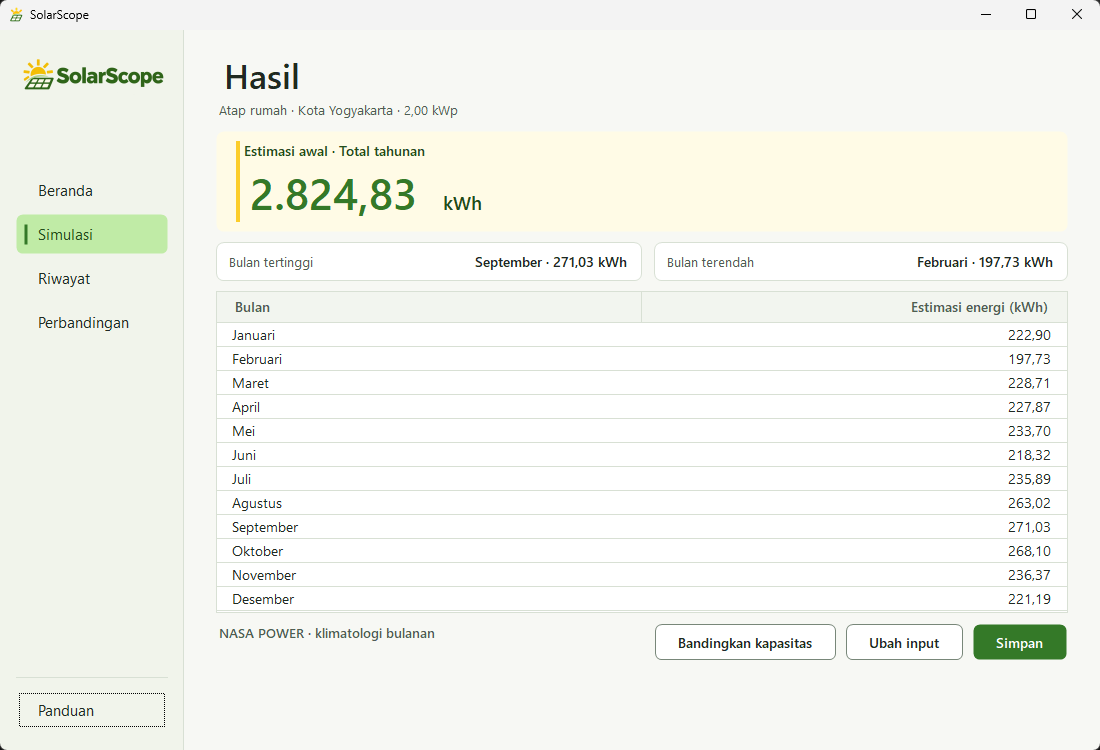 SolarScope
SolarScope
Beranda
Simulasi
Riwayat
Perbandingan
Panduan
Hasil
Atap rumah · Kota Yogyakarta · 2,00 kWp
Estimasi awal · Total tahunan
2.824,83 kWh
Bulan tertinggi September · 271,03 kWh
Bulan terendah Februari · 197,73 kWh
Bulan Estimasi energi (kWh)
Januari 222,90
Februari 197,73
Maret 228,71
April 227,87
Mei 233,70
Juni 218,32
Juli 235,89
Agustus 263,02
September 271,03
Oktober 268,10
November 236,37
Desember 221,19
NASA POWER · klimatologi bulanan
Bandingkan kapasitas Ubah input Simpan